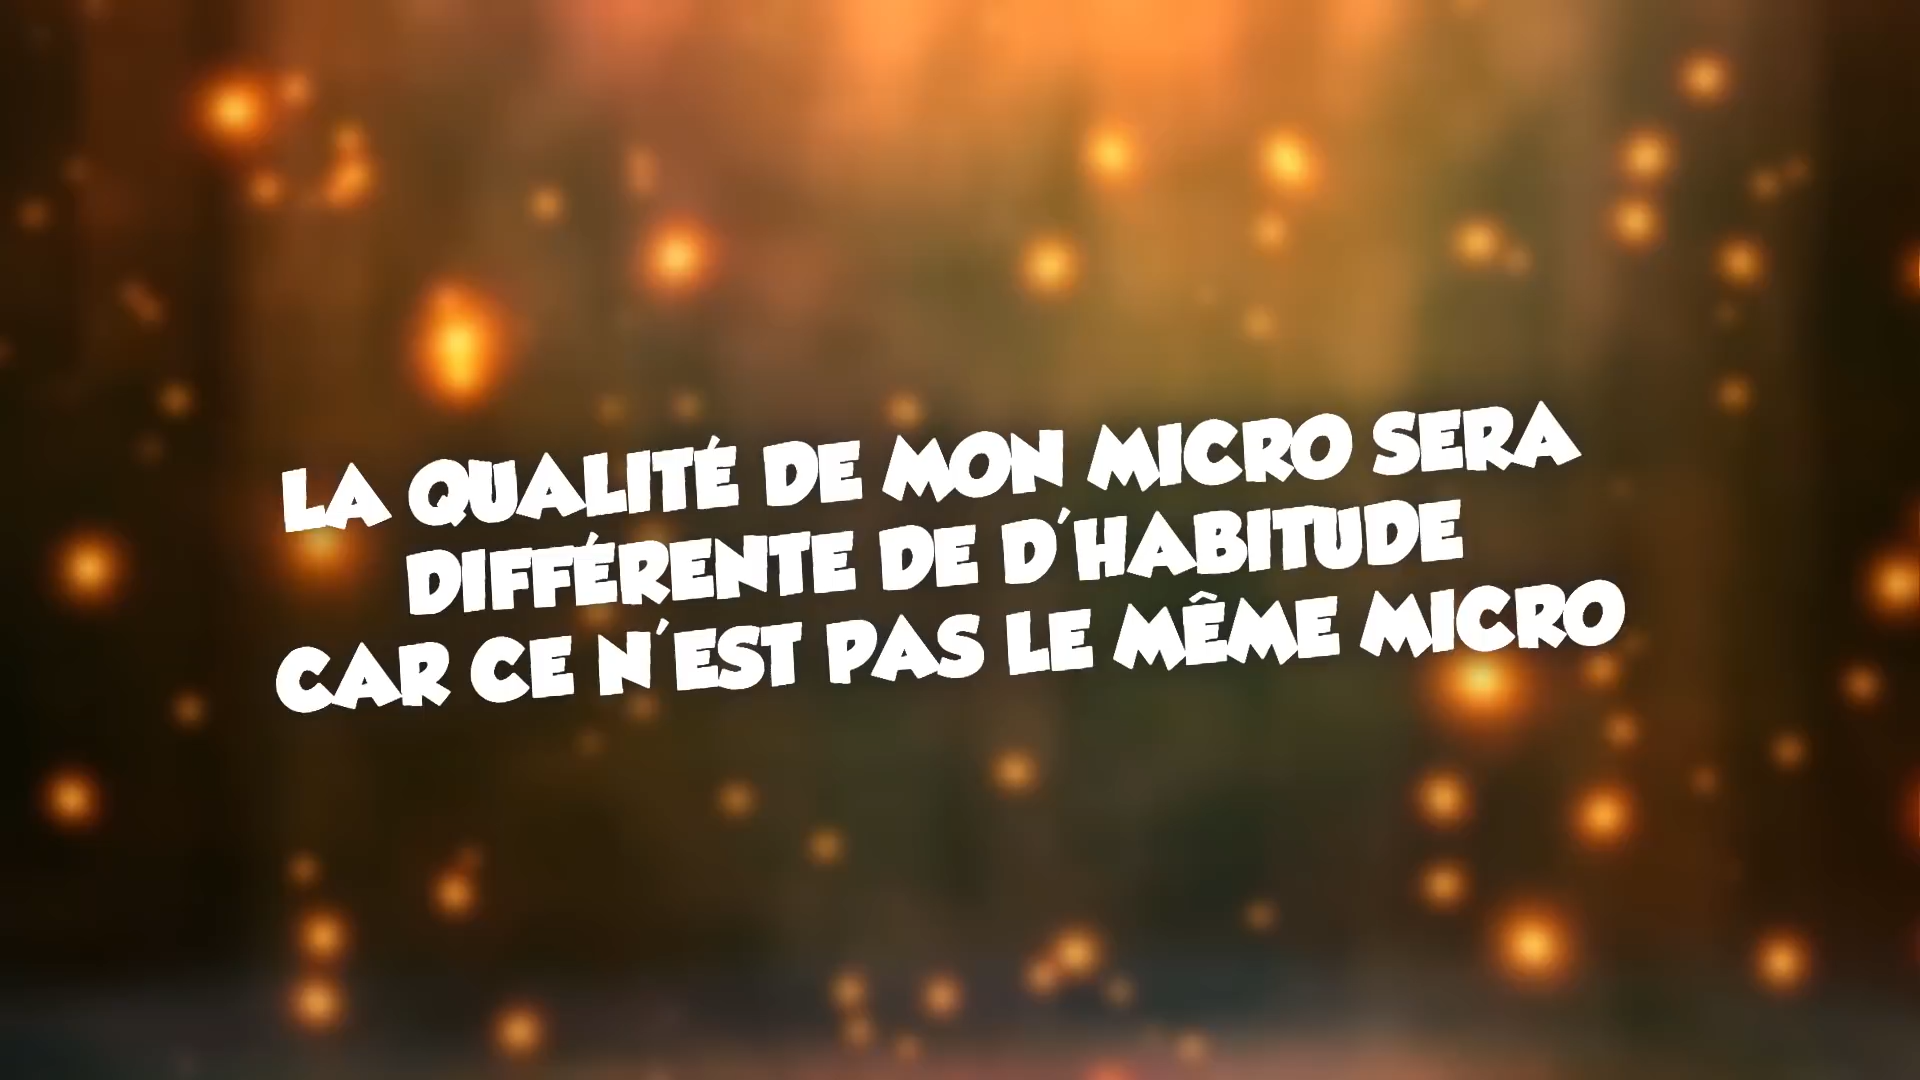 LA QUALITÉ DE MON MICRO SERA
DIFFÉRENTE DE D'HABITUDE
CAR CE N'EST PAS LE MÊME MICRO